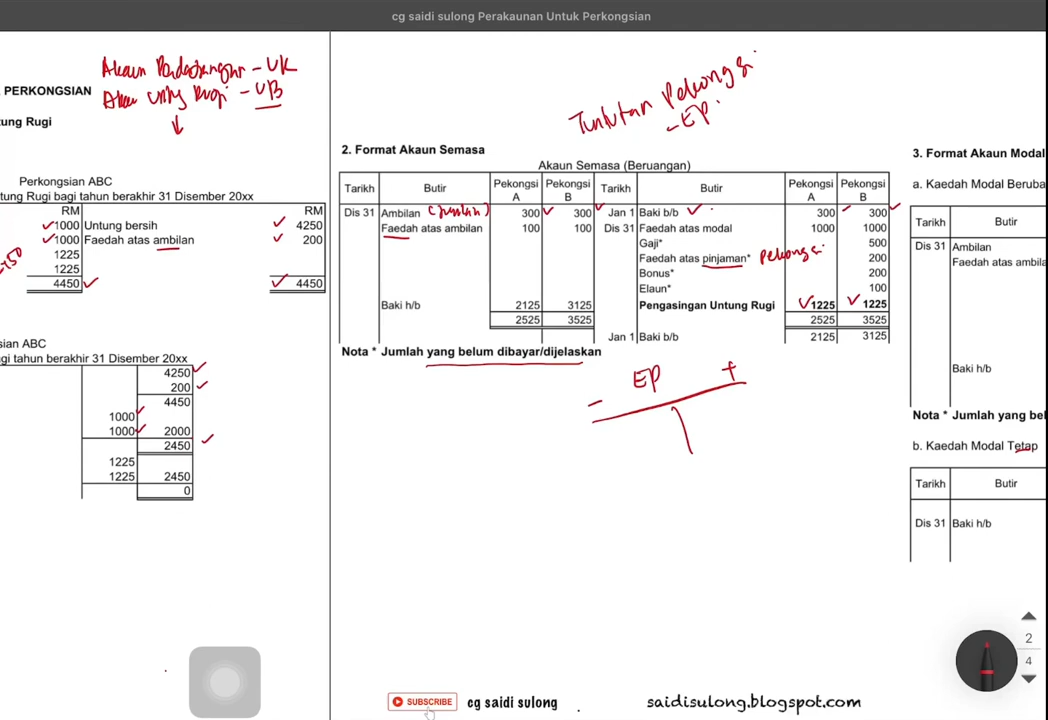 cg saidi sulong Perakaunan Untuk Perkongsian
Akaun Perdagangan - UK
Akaun Untung Rugi - UB
PERKONGSIAN
ung Rugi
Perkongsian ABC
tung Rugi bagi tahun berakhir 31 Disember 20xx
RM RM
1000 Untung bersih 4250
1000 Faedah atas ambilan 200
1225
1225
4450 4450
sian ABC
gi tahun berakhir 31 Disember 20xx
4250
200
4450
1000
1000 2000
2450
1225
1225 2450
0
Tuntutan Pekongsi
- EP
2. Format Akaun Semasa
Akaun Semasa (Beruangan)
Tarikh Butir Pekongsi A Pekongsi B Tarikh Butir Pekongsi A Pekongsi B
Dis 31 Ambilan 300 300 Jan 1 Baki b/b 300 300
Faedah atas ambilan 100 100 Dis 31 Faedah atas modal 1000 1000
Gaji* 500
Faedah atas pinjaman* Pekongsi 200
Bonus* 200
Elaun* 100
Baki h/b 2125 3125 Pengasingan Untung Rugi 1225 1225
2525 3525 2525 3525
Jan 1 Baki b/b 2125 3125
Nota * Jumlah yang belum dibayar/dijelaskan
- EP +
3. Format Akaun Modal
a. Kaedah Modal Beruba
Tarikh Butir
Dis 31 Ambilan
Faedah atas ambila
Baki h/b
Nota * Jumlah yang bel
b. Kaedah Modal Tetap
Tarikh Butir
Dis 31 Baki h/b
2
4
SUBSCRIBE cg saidi sulong
saidisulong.blogspot.com